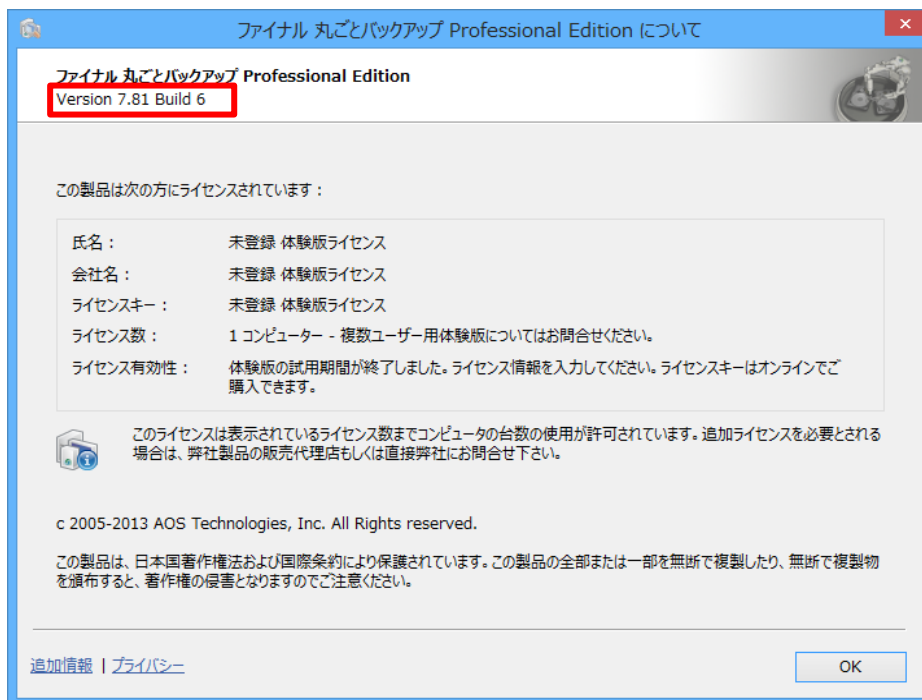 ファイナル 丸ごとバックアップ Professional Edition について
ファイナル 丸ごとバックアップ Professional Edition
Version 7.81 Build 6
この製品は次の方にライセンスされています：
氏名： 未登録 体験版ライセンス
会社名： 未登録 体験版ライセンス
ライセンスキー： 未登録 体験版ライセンス
ライセンス数： 1 コンピューター - 複数ユーザー用体験版についてはお問合せください。
ライセンス有効性： 体験版の試用期間が終了しました。ライセンス情報を入力してください。ライセンスキーはオンラインでご
購入できます。
このライセンスは表示されているライセンス数までコンピュータの台数の使用が許可されています。追加ライセンスを必要とされる
場合は、弊社製品の販売代理店もしくは直接弊社にお問合せ下さい。
c 2005-2013 AOS Technologies, Inc. All Rights reserved.
この製品は、日本国著作権法および国際条約により保護されています。この製品の全部または一部を無断で複製したり、無断で複製物
を頒布すると、著作権の侵害となりますのでご注意ください。
追加情報 | プライバシー
OK